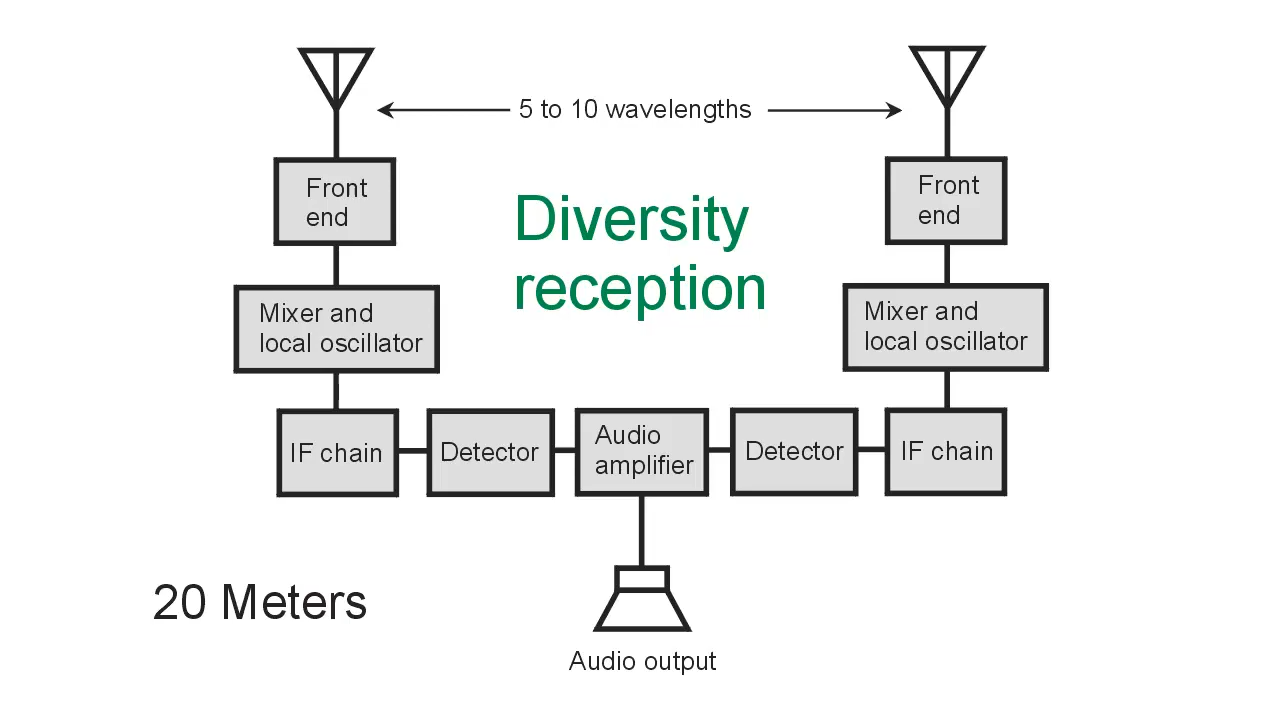 5 to 10 wavelengths
Front
end
Front
end
Diversity
reception
Mixer and
local oscillator
Mixer and
local oscillator
IF chain
Detector
Audio
amplifier
Detector
IF chain
20 Meters
Audio output